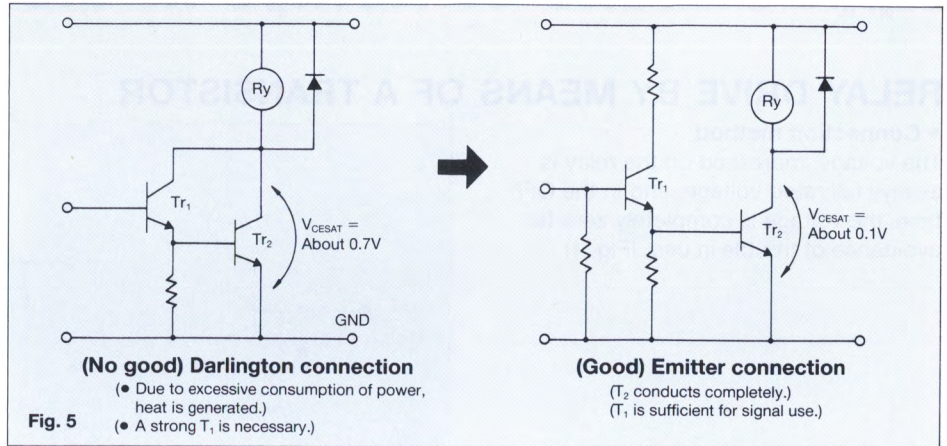 Ry
Tr1
Tr2
VCESAT =
About 0.7V
GND
(No good) Darlington connection
(● Due to excessive consumption of power,
heat is generated.)
(● A strong T1 is necessary.)
Fig. 5
Ry
Tr1
Tr2
VCESAT =
About 0.1V
(Good) Emitter connection
(T2 conducts completely.)
(T1 is sufficient for signal use.)
RELAY DRIVE BY MEANS OF A TRANSISTOR
• Connection method